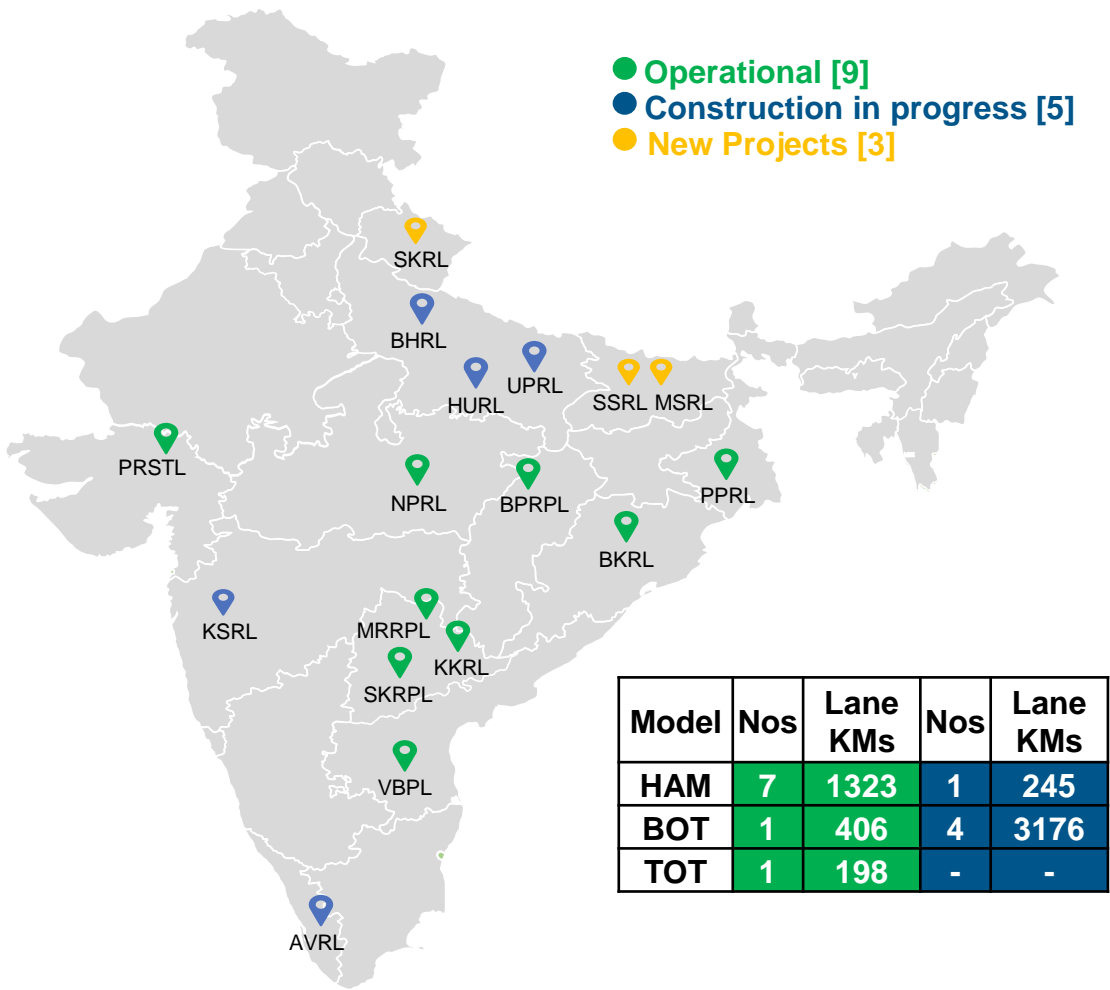 Operational [9]
Construction in progress [5]
New Projects [3]
SKRL
BHRL
UPRL
HURL
SSRL MSRL
PRSTL
NPRL
BPRPL
PPRL
BKRL
KSRL
MRRPL
KKRL
SKRPL
VBPL
AVRL
Model Nos Lane KMs Nos Lane KMs
HAM 7 1323 1 245
BOT 1 406 4 3176
TOT 1 198 - -